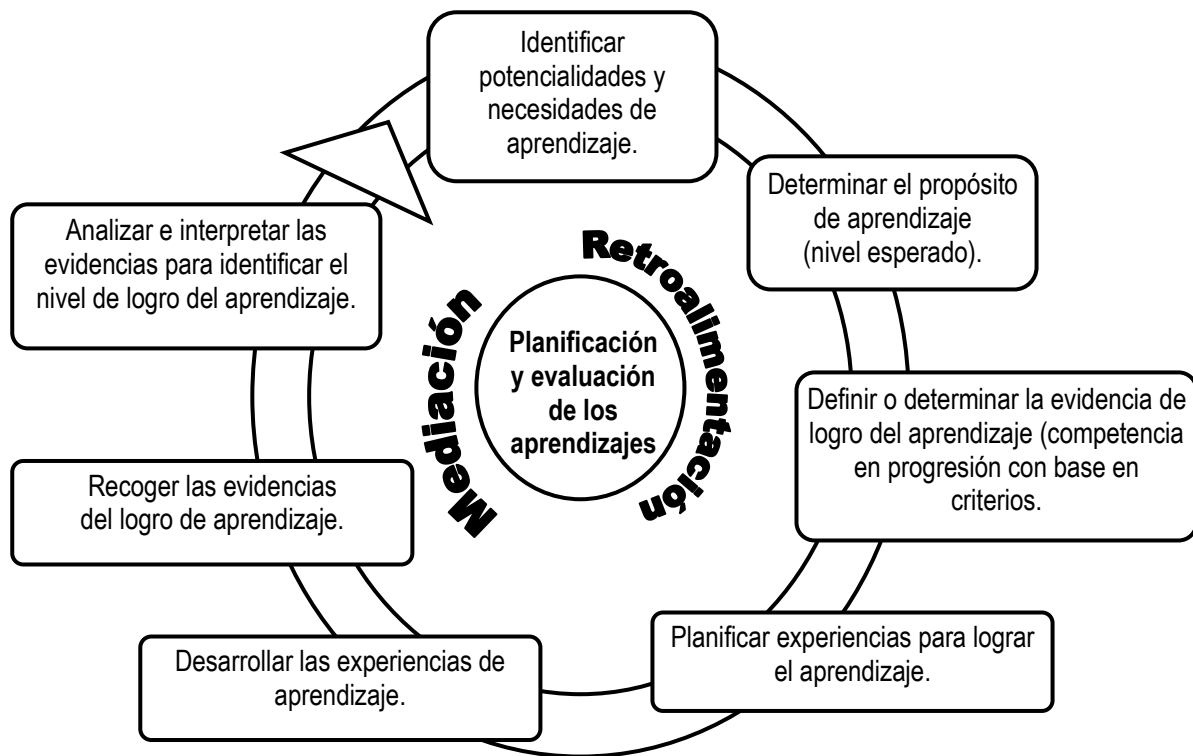 Identificar
potencialidades y
necesidades de
aprendizaje.
Determinar el propósito
de aprendizaje
(nivel esperado).
Definir o determinar la evidencia de
logro del aprendizaje (competencia
en progresión con base en
criterios.
Planificar experiencias para lograr
el aprendizaje.
Desarrollar las experiencias de
aprendizaje.
Recoger las evidencias
del logro de aprendizaje.
Analizar e interpretar las
evidencias para identificar el
nivel de logro del aprendizaje.
Mediación
Retroalimentación
Planificación
y evaluación
de los
aprendizajes